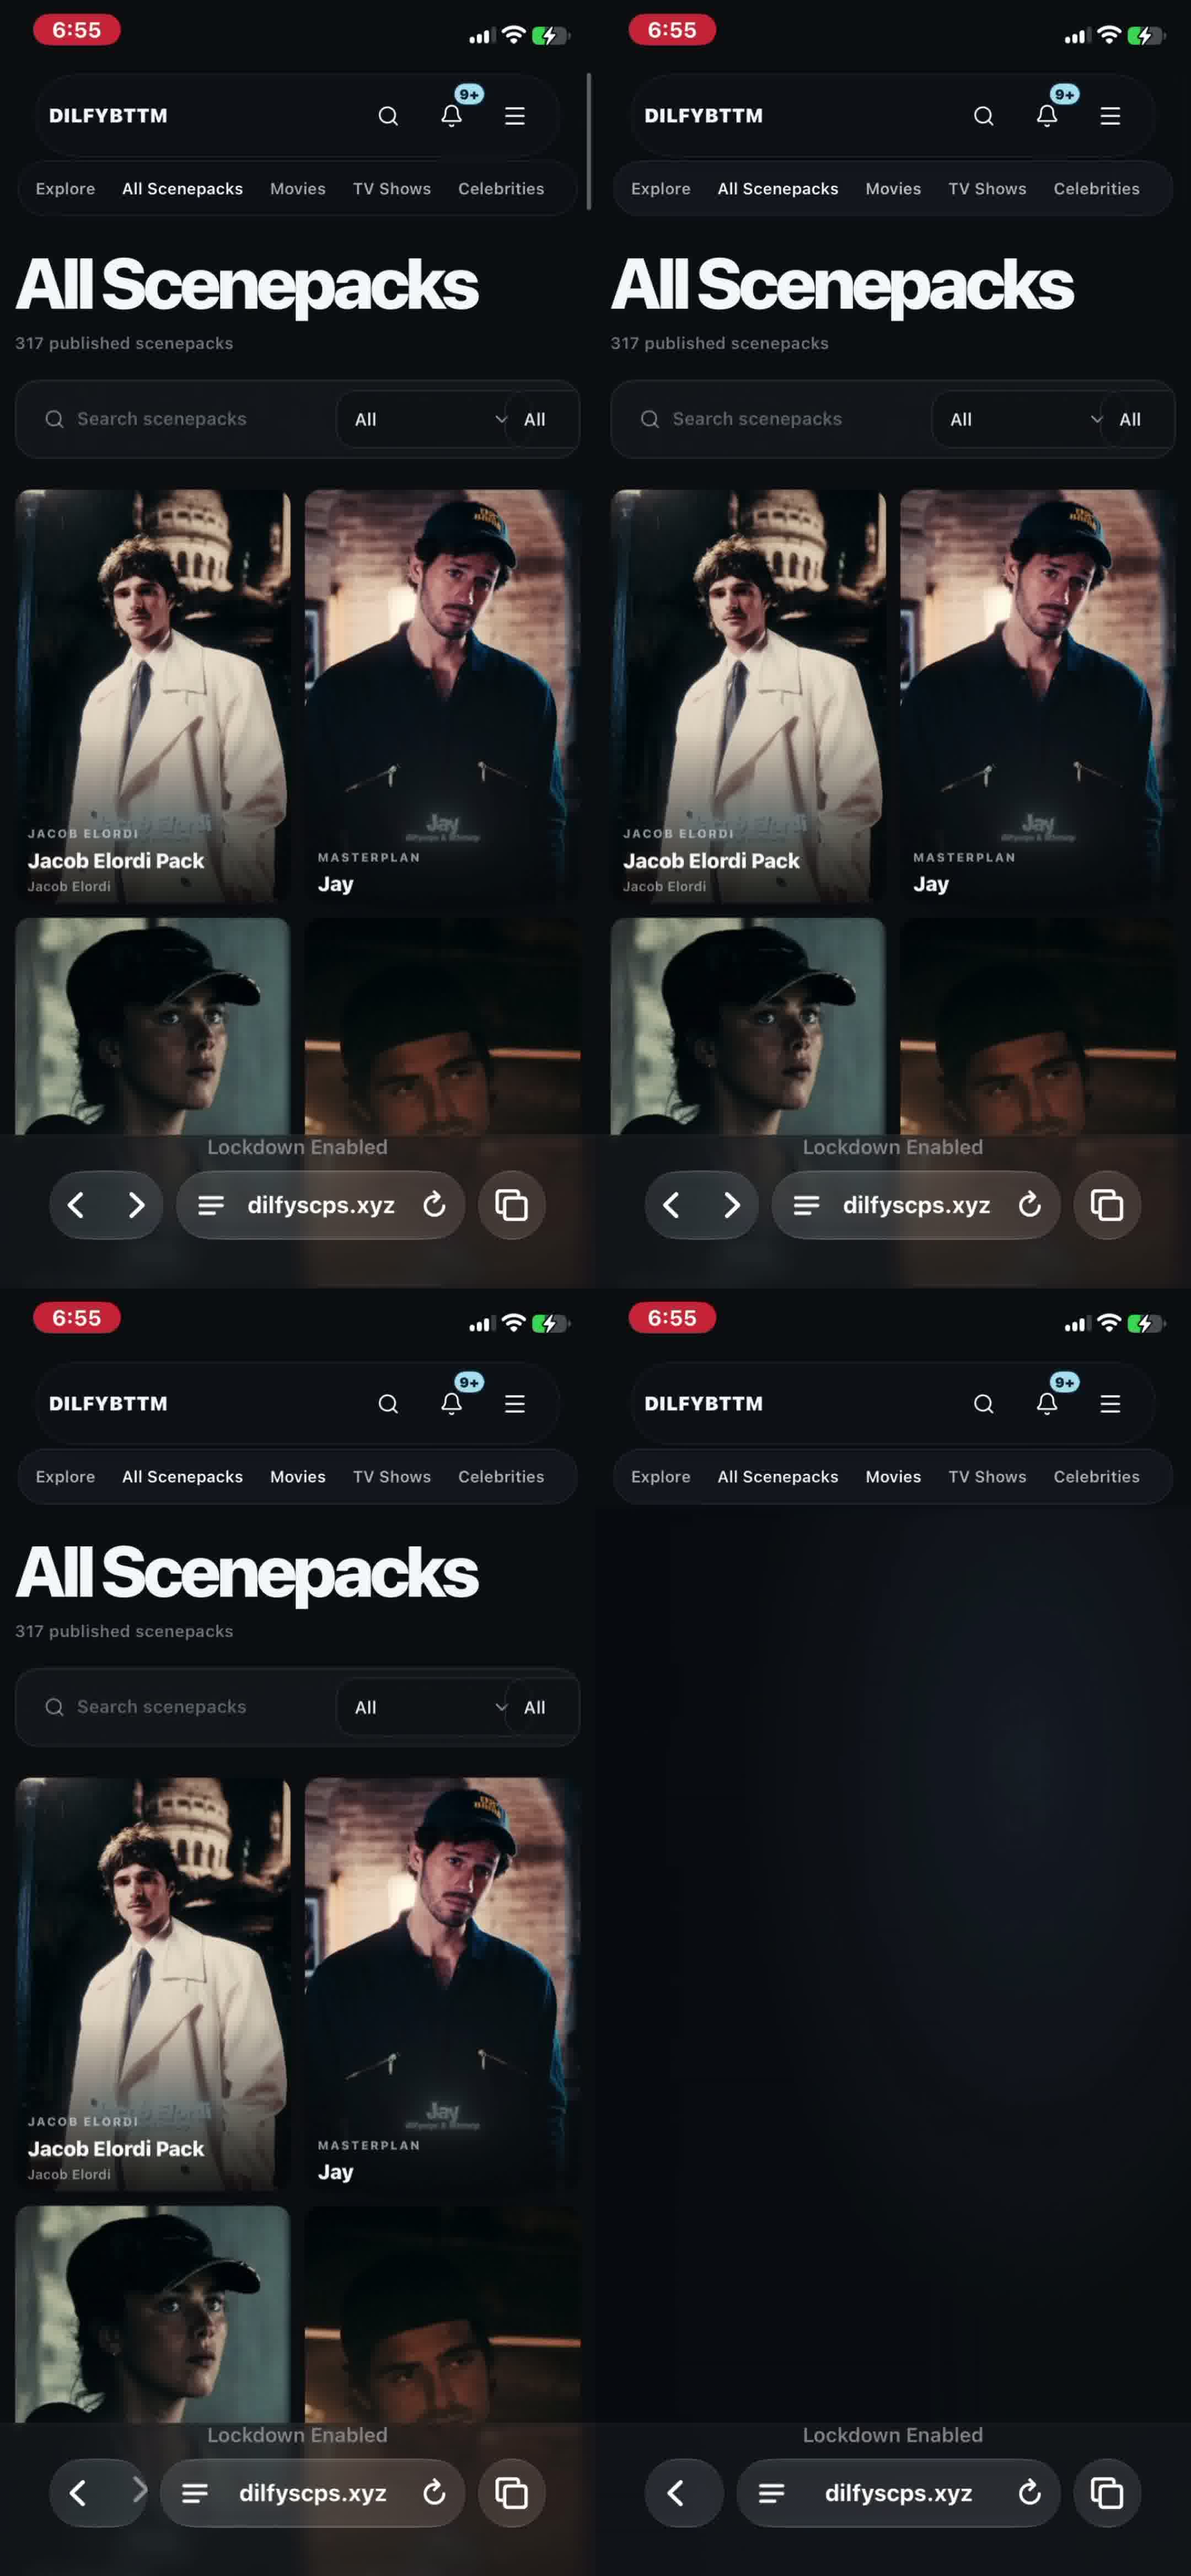 6:55
9+
DILFYBTTM
Explore All Scenepacks Movies TV Shows Celebrities
All Scenepacks
317 published scenepacks
Search scenepacks All All
JACOB ELORDI
Jacob Elordi Pack
Jacob Elordi
Jay
MASTERPLAN
Jay
Lockdown Enabled
dilfyscps.xyz
6:55
9+
DILFYBTTM
Explore All Scenepacks Movies TV Shows Celebrities
All Scenepacks
317 published scenepacks
Search scenepacks All All
JACOB ELORDI
Jacob Elordi Pack
Jacob Elordi
Jay
MASTERPLAN
Jay
Lockdown Enabled
dilfyscps.xyz
6:55
9+
DILFYBTTM
Explore All Scenepacks Movies TV Shows Celebrities
All Scenepacks
317 published scenepacks
Search scenepacks All All
JACOB ELORDI
Jacob Elordi Pack
Jacob Elordi
Jay
MASTERPLAN
Jay
Lockdown Enabled
dilfyscps.xyz
6:55
9+
DILFYBTTM
Explore All Scenepacks Movies TV Shows Celebrities
Lockdown Enabled
dilfyscps.xyz